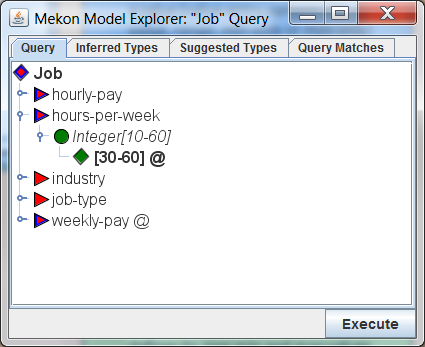 Mekon Model Explorer: "Job" Query
Query Inferred Types Suggested Types Query Matches
Job
hourly-pay
hours-per-week
Integer[10-60]
[30-60] @
industry
job-type
weekly-pay @
Execute